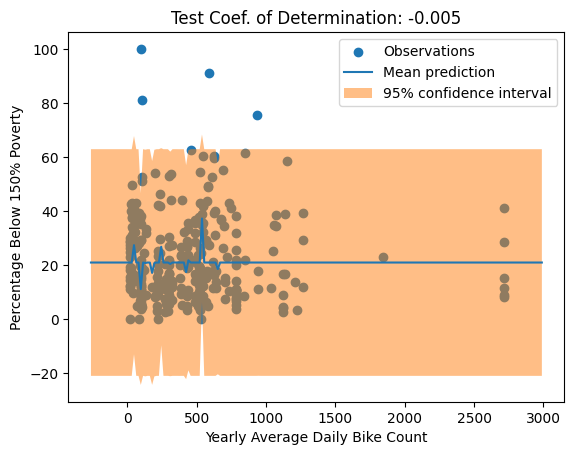 Test Coef. of Determination: -0.005
Observations
Mean prediction
95% confidence interval
Percentage Below 150% Poverty
100
80
60
40
20
0
−20
0
500
1000
1500
2000
2500
3000
Yearly Average Daily Bike Count